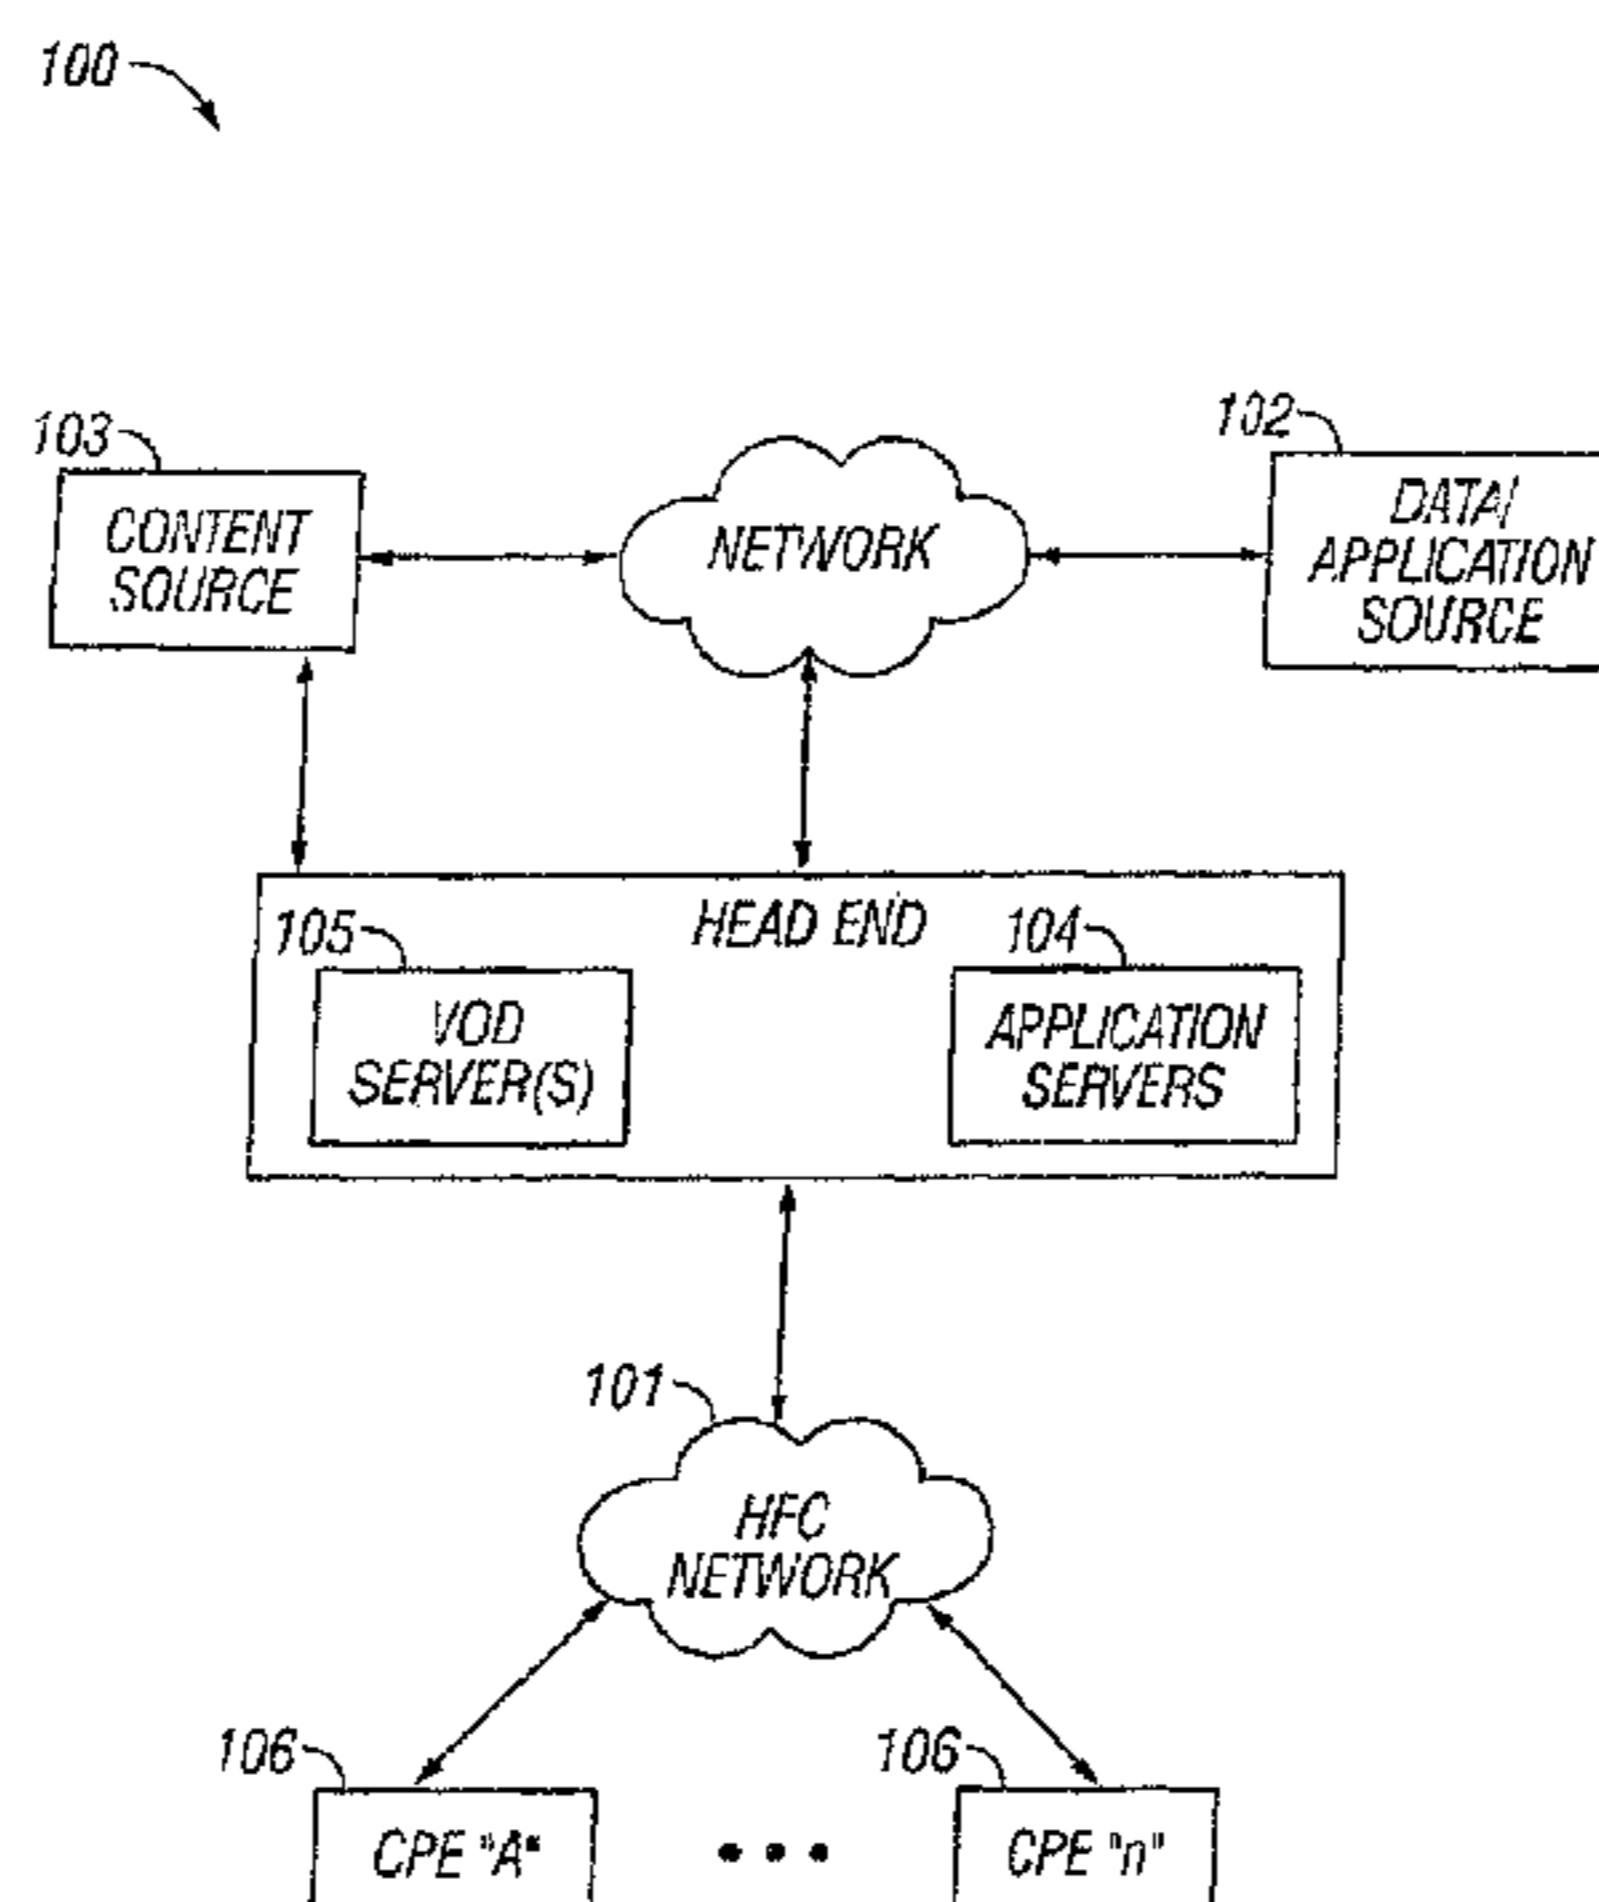 100
103
102
CONTENT
SOURCE
NETWORK
DATA/
APPLICATION
SOURCE
HEAD END
105
104
VOD
SERVER(S)
APPLICATION
SERVERS
101
HFC
NETWORK
106
106
CPE "A"
CPE "n"